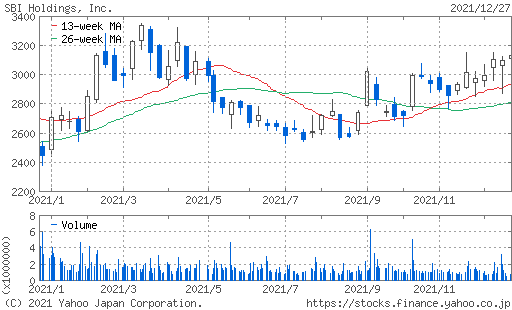 SBI Holdings, Inc. 2021/12/27
13-week MA
26-week MA
3400
3200
3000
2800
2600
2400
2200
2021/1 2021/3 2021/5 2021/7 2021/9 2021/11
Volume
8
6
4
2
0
(x1000000)
2021/1 2021/3 2021/5 2021/7 2021/9 2021/11
(C) 2021 Yahoo Japan Corporation. https://stocks.finance.yahoo.co.jp